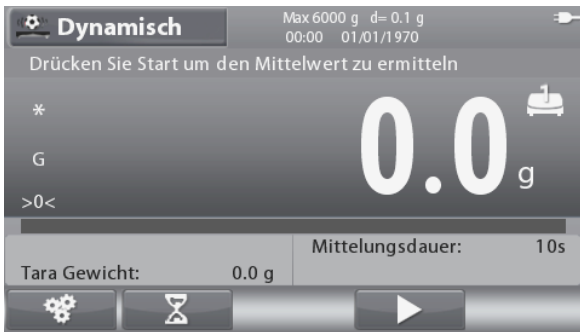 Dynamisch
Max 6000 g d= 0.1 g
00:00 01/01/1970
Drücken Sie Start um den Mittelwert zu ermitteln
*
G
>0<
0.0 g
1
Mittelungsdauer: 10s
Tara Gewicht: 0.0 g